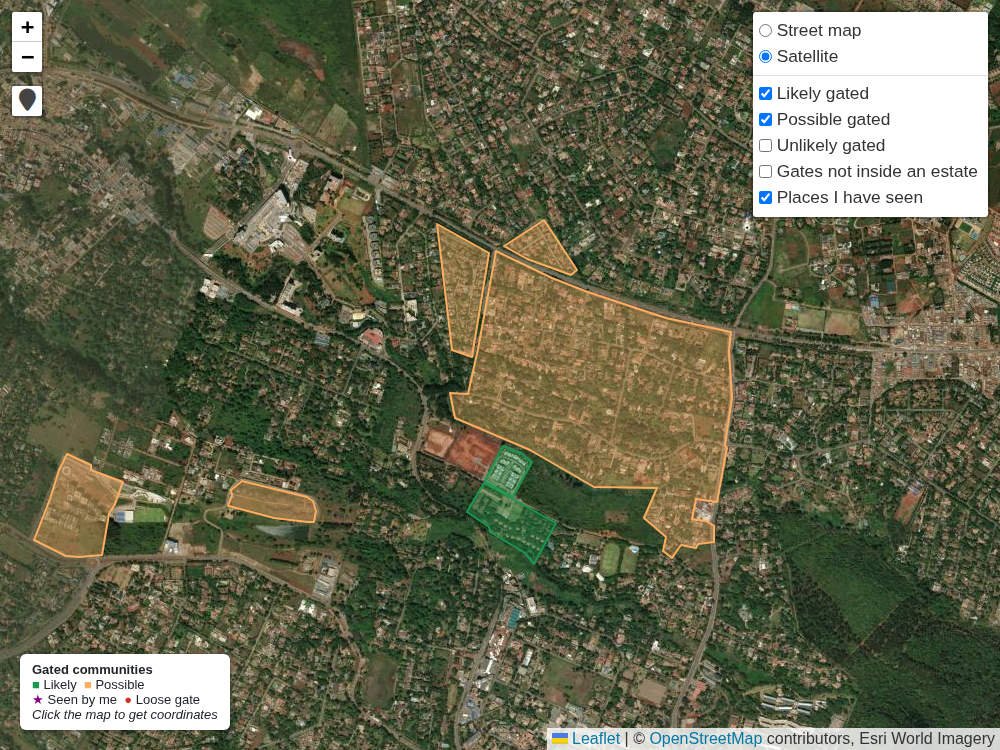 +
−
Street map
Satellite
Likely gated
Possible gated
Unlikely gated
Gates not inside an estate
Places I have seen
Gated communities
■ Likely ■ Possible
★ Seen by me ● Loose gate
Click the map to get coordinates
Leaflet | © OpenStreetMap contributors, Esri World Imagery